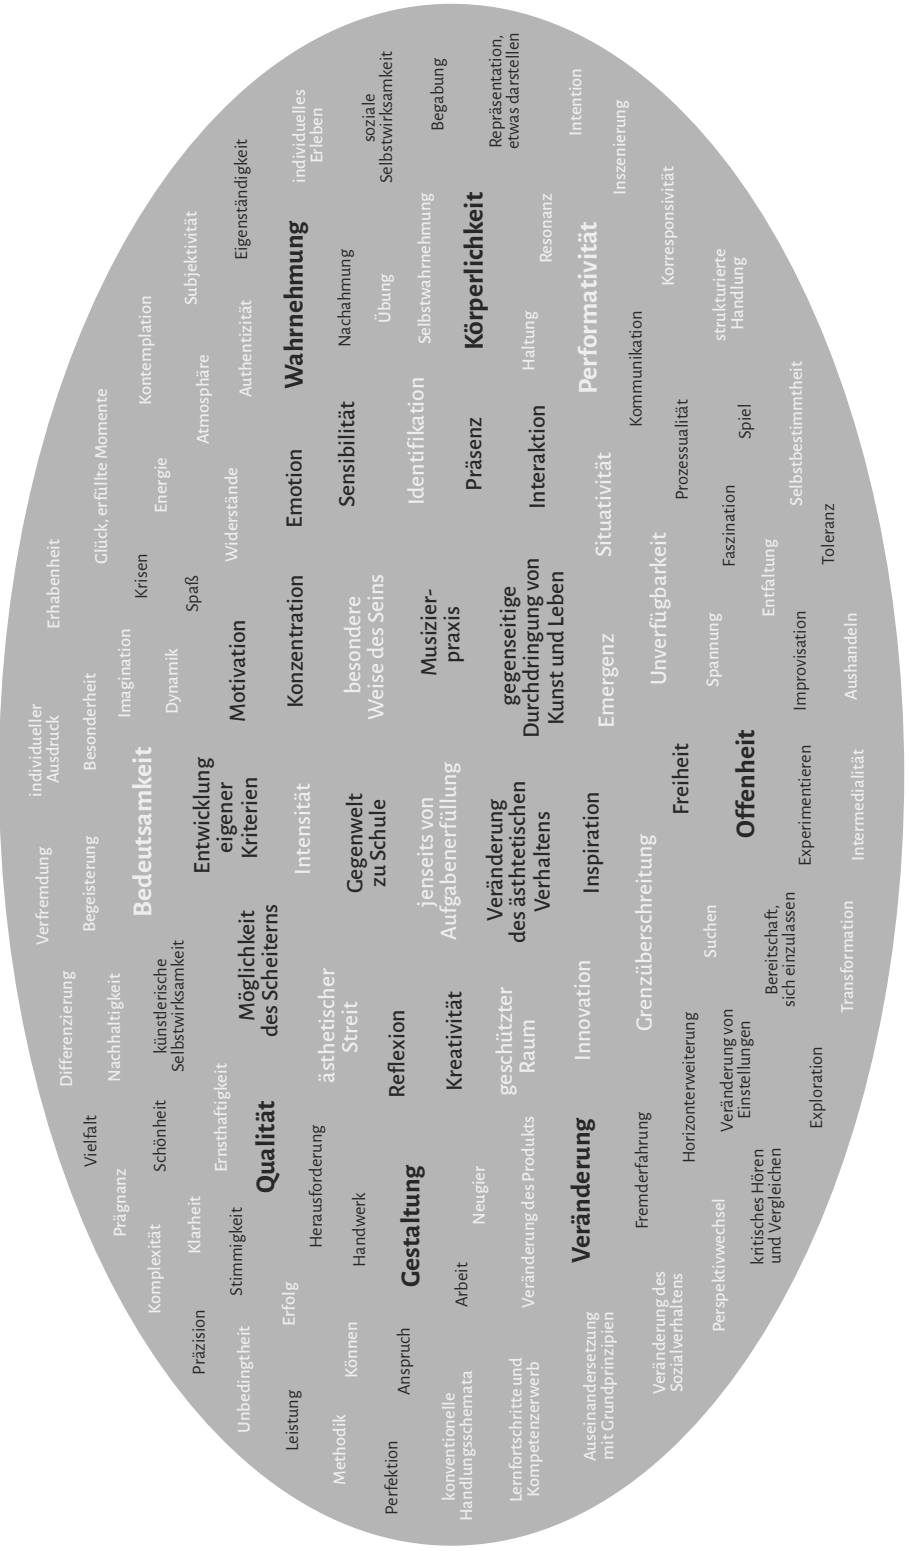 Verfremdung
individueller
Ausdruck
Erhabenheit
Differenzierung
Begeisterung
Besonderheit
Glück, erfüllte Momente
Vielfalt
Nachhaltigkeit
Bedeutsamkeit
Imagination
Krisen
Kontemplation
Prägnanz
Schönheit
künstlerische
Selbstwirksamkeit
Dynamik
Energie
Komplexität
Klarheit
Ernsthaftigkeit
Entwicklung
eigener
Kriterien
Spaß
Atmosphäre
Subjektivität
Präzision
Stimmigkeit
Möglichkeit
des Scheiterns
Motivation
Widerstände
Authentizität
Eigenständigkeit
Unbedingtheit
Qualität
Erfolg
Intensität
Konzentration
Emotion
Wahrnehmung
individuelles
Erleben
Leistung
Herausforderung
ästhetischer
Streit
Gegenwelt
zu Schule
besondere
Weise des Seins
Sensibilität
Nachahmung
Methodik
Können
Handwerk
Reflexion
Übung
soziale
Selbstwirksamkeit
Perfektion
Anspruch
Gestaltung
jenseits von
Aufgabenerfüllung
Musizier-
praxis
Identifikation
Selbstwahrnehmung
Begabung
konventionelle
Handlungsschemata
Arbeit
Neugier
Kreativität
Präsenz
Körperlichkeit
Lernfortschritte und
Kompetenzerwerb
Veränderung des Produkts
geschützter
Raum
Veränderung
des ästhtetischen
Verhaltens
gegenseitige
Durchdringung von
Kunst und Leben
Interaktion
Haltung
Resonanz
Repräsentation,
etwas darstellen
Auseinandersetzung
mit Grundprinzipien
Veränderung
Innovation
Inspiration
Emergenz
Situativität
Performativität
Intention
Fremderfahrung
Grenzüberschreitung
Unverfügbarkeit
Kommunikation
Inszenierung
Veränderung des
Sozialverhaltens
Horizonterweiterung
Freiheit
Prozessualität
Korresponsivität
Perspektivwechsel
Veränderung von
Einstellungen
Suchen
Spannung
Faszination
strukturierte
Handlung
kritisches Hören
und Vergleichen
Bereitschaft,
sich einzulassen
Offenheit
Entfaltung
Spiel
Exploration
Experimentieren
Improvisation
Selbstbestimmtheit
Transformation
Intermedialität
Aushandeln
Toleranz